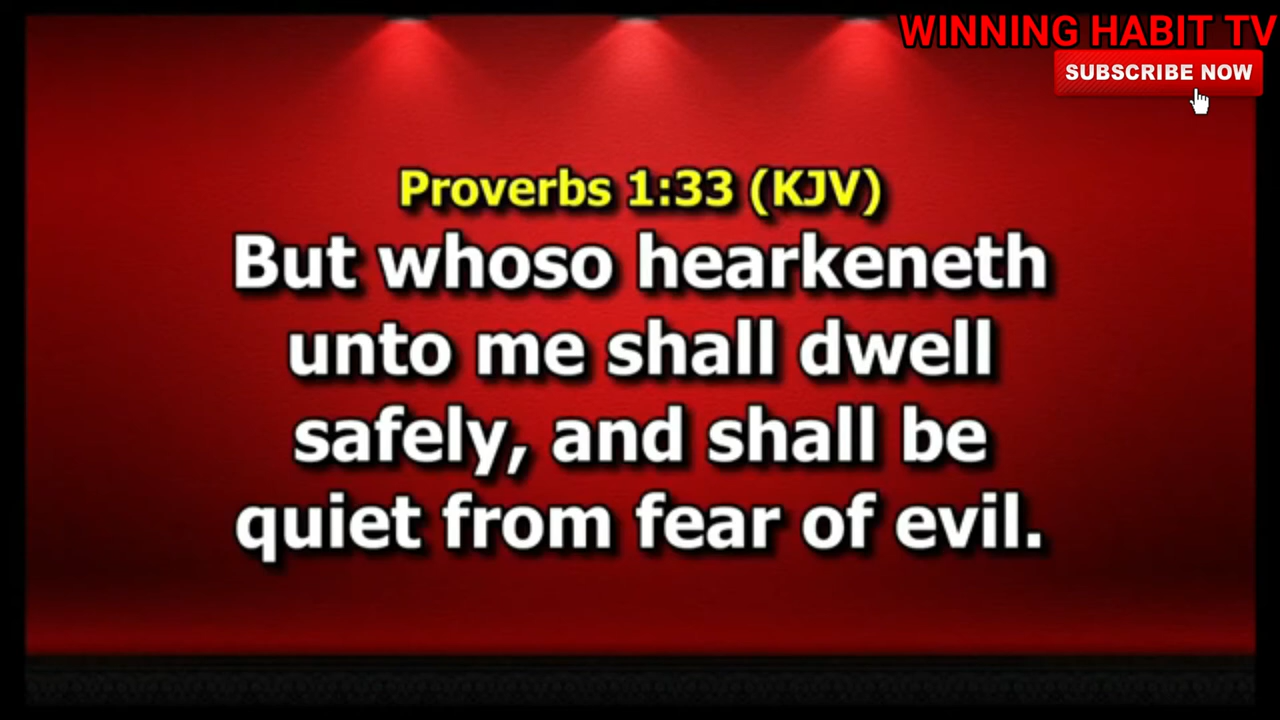 WINNING HABIT TV
SUBSCRIBE NOW
Proverbs 1:33 (KJV)
But whoso hearkeneth
unto me shall dwell
safely, and shall be
quiet from fear of evil.